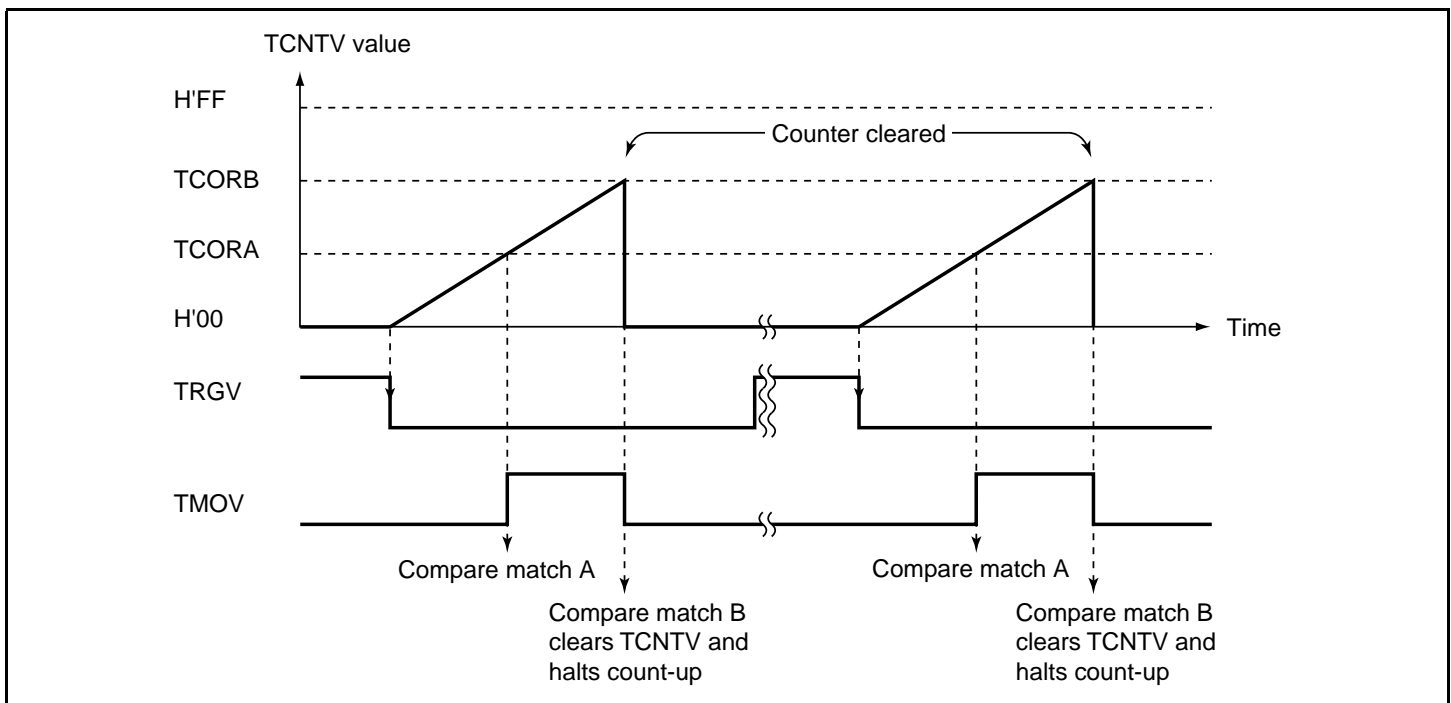 TCNTV value
H'FF
Counter cleared
TCORB
TCORA
H'00
Time
TRGV
TMOV
Compare match A
Compare match A
Compare match B
clears TCNTV and
halts count-up
Compare match B
clears TCNTV and
halts count-up